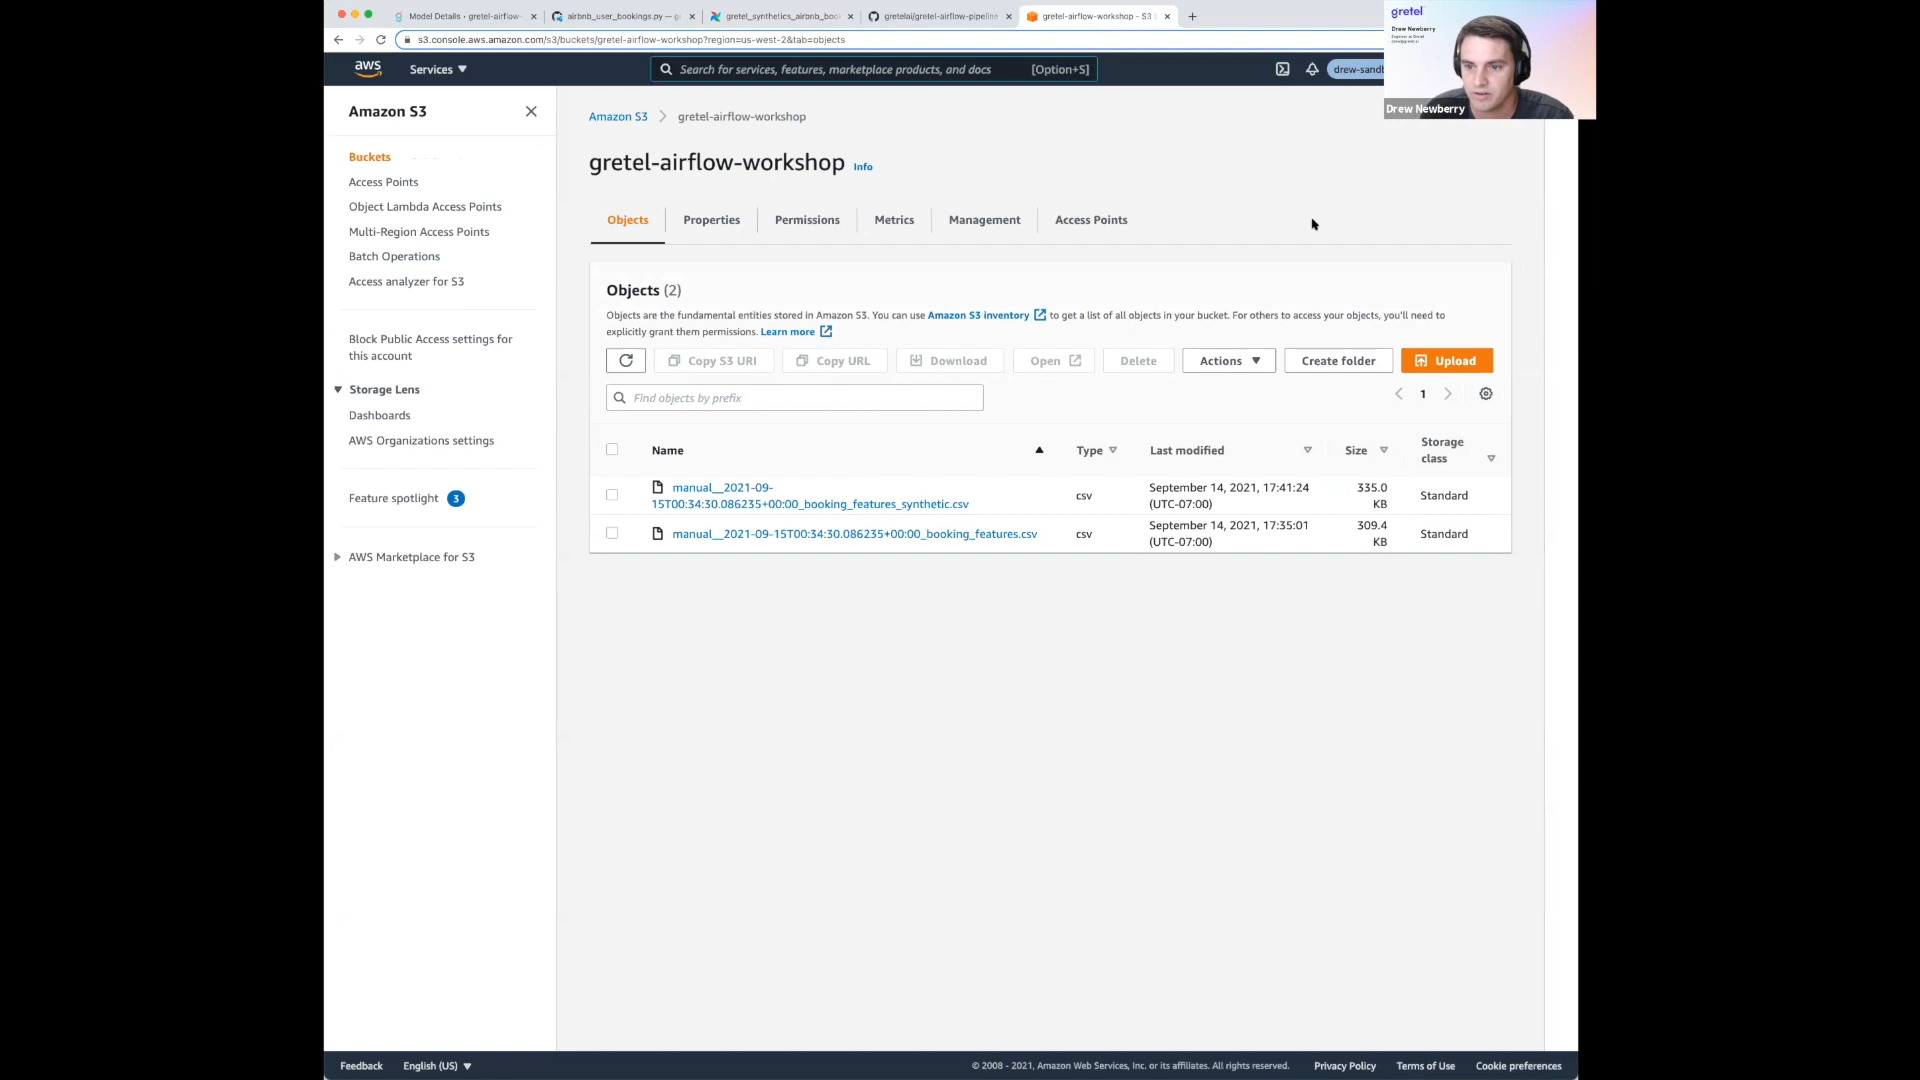 Model Details - gretel-airflow-
airbnb_user_bookings.py — g
gretel_synthetics_airbnb_boo
gretelai/gretel-airflow-pipeline
gretel-airflow-workshop - S3
s3.console.aws.amazon.com/s3/buckets/gretel-airflow-workshop?region=us-west-2&tab=objects
aws
Services
Search for services, features, marketplace products, and docs
[Option+S]
drew-sandb
gretel
Drew Newberry
Engineer at Gretel
Drew Newberry
Amazon S3
Buckets
Access Points
Object Lambda Access Points
Multi-Region Access Points
Batch Operations
Access analyzer for S3
Block Public Access settings for
this account
Storage Lens
Dashboards
AWS Organizations settings
Feature spotlight 3
AWS Marketplace for S3
Amazon S3 > gretel-airflow-workshop
gretel-airflow-workshop Info
Objects
Properties
Permissions
Metrics
Management
Access Points
Objects (2)
Objects are the fundamental entities stored in Amazon S3. You can use Amazon S3 inventory to get a list of all objects in your bucket. For others to access your objects, you'll need to
explicitly grant them permissions. Learn more
Copy S3 URI
Copy URL
Download
Open
Delete
Actions
Create folder
Upload
Find objects by prefix
1
Name
Type
Last modified
Size
Storage
class
manual__2021-09-
15T00:34:30.086235+00:00_booking_features_synthetic.csv
csv
September 14, 2021, 17:41:24
(UTC-07:00)
335.0
KB
Standard
manual__2021-09-15T00:34:30.086235+00:00_booking_features.csv
csv
September 14, 2021, 17:35:01
(UTC-07:00)
309.4
KB
Standard
Feedback
English (US)
© 2008 - 2021, Amazon Web Services, Inc. or its affiliates. All rights reserved.
Privacy Policy
Terms of Use
Cookie preferences